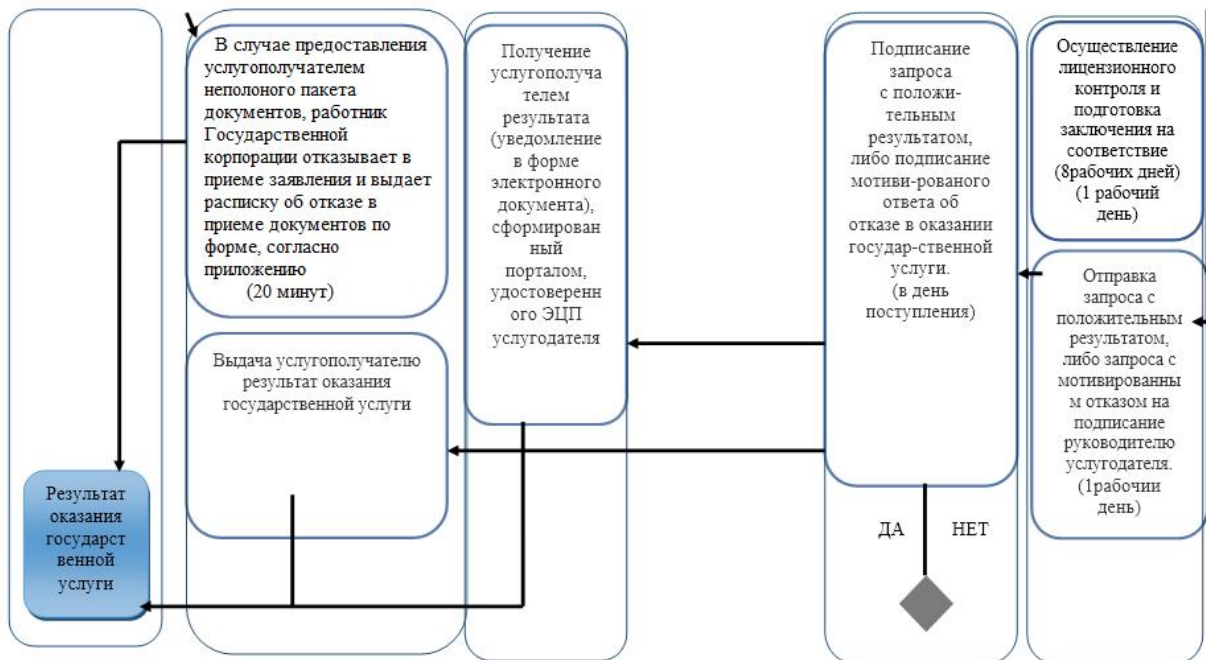 В случае предоставления
услугополучателем
неполоного пакета
документов, работник
Государственной
корпорации отказывает в
приеме заявления и выдает
расписку об отказе в
приеме документов по
форме, согласно
приложению
(20 минут)
Выдача услугополучателю
результат оказания
государственной услуги
Получение
услугополуча
телем
результата
(уведомление
в форме
электронного
документа),
сформирован
ный
порталом,
удостоверенн
ого ЭЦП
услугодателя
Подписание
запроса
с положи-
тельным
результатом,
либо подписание
мотиви-рованого
ответа об
отказе в оказании
государ-ственной
услуги.
(в день
поступления)
Осуществление
лицензионного
контроля и
подготовка
заключения на
соответствие
(8рабочих дней)
(1 рабочий
день)
Отправка
запроса с
положительным
результатом,
либо запроса с
мотивированны
м отказом на
подписание
руководителю
услугодателя.
(1рабочии
день)
Результат
оказания
государст
венной
услуги
ДА
НЕТ